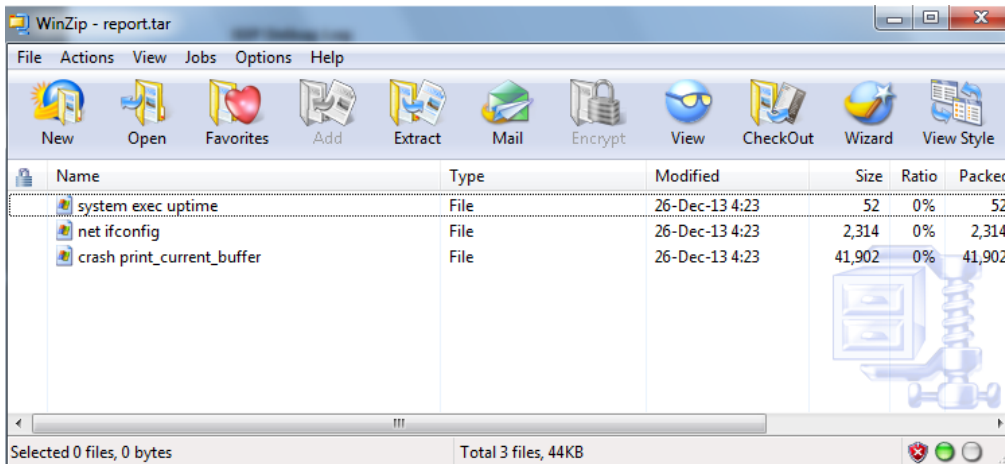 WinZip - report.tar
File Actions View Jobs Options Help
New Open Favorites Add Extract Mail Encrypt View CheckOut Wizard View Style
Name Type Modified Size Ratio Packed
system exec uptime File 26-Dec-13 4:23 52 0% 52
net ifconfig File 26-Dec-13 4:23 2,314 0% 2,314
crash print_current_buffer File 26-Dec-13 4:23 41,902 0% 41,902
Selected 0 files, 0 bytes Total 3 files, 44KB